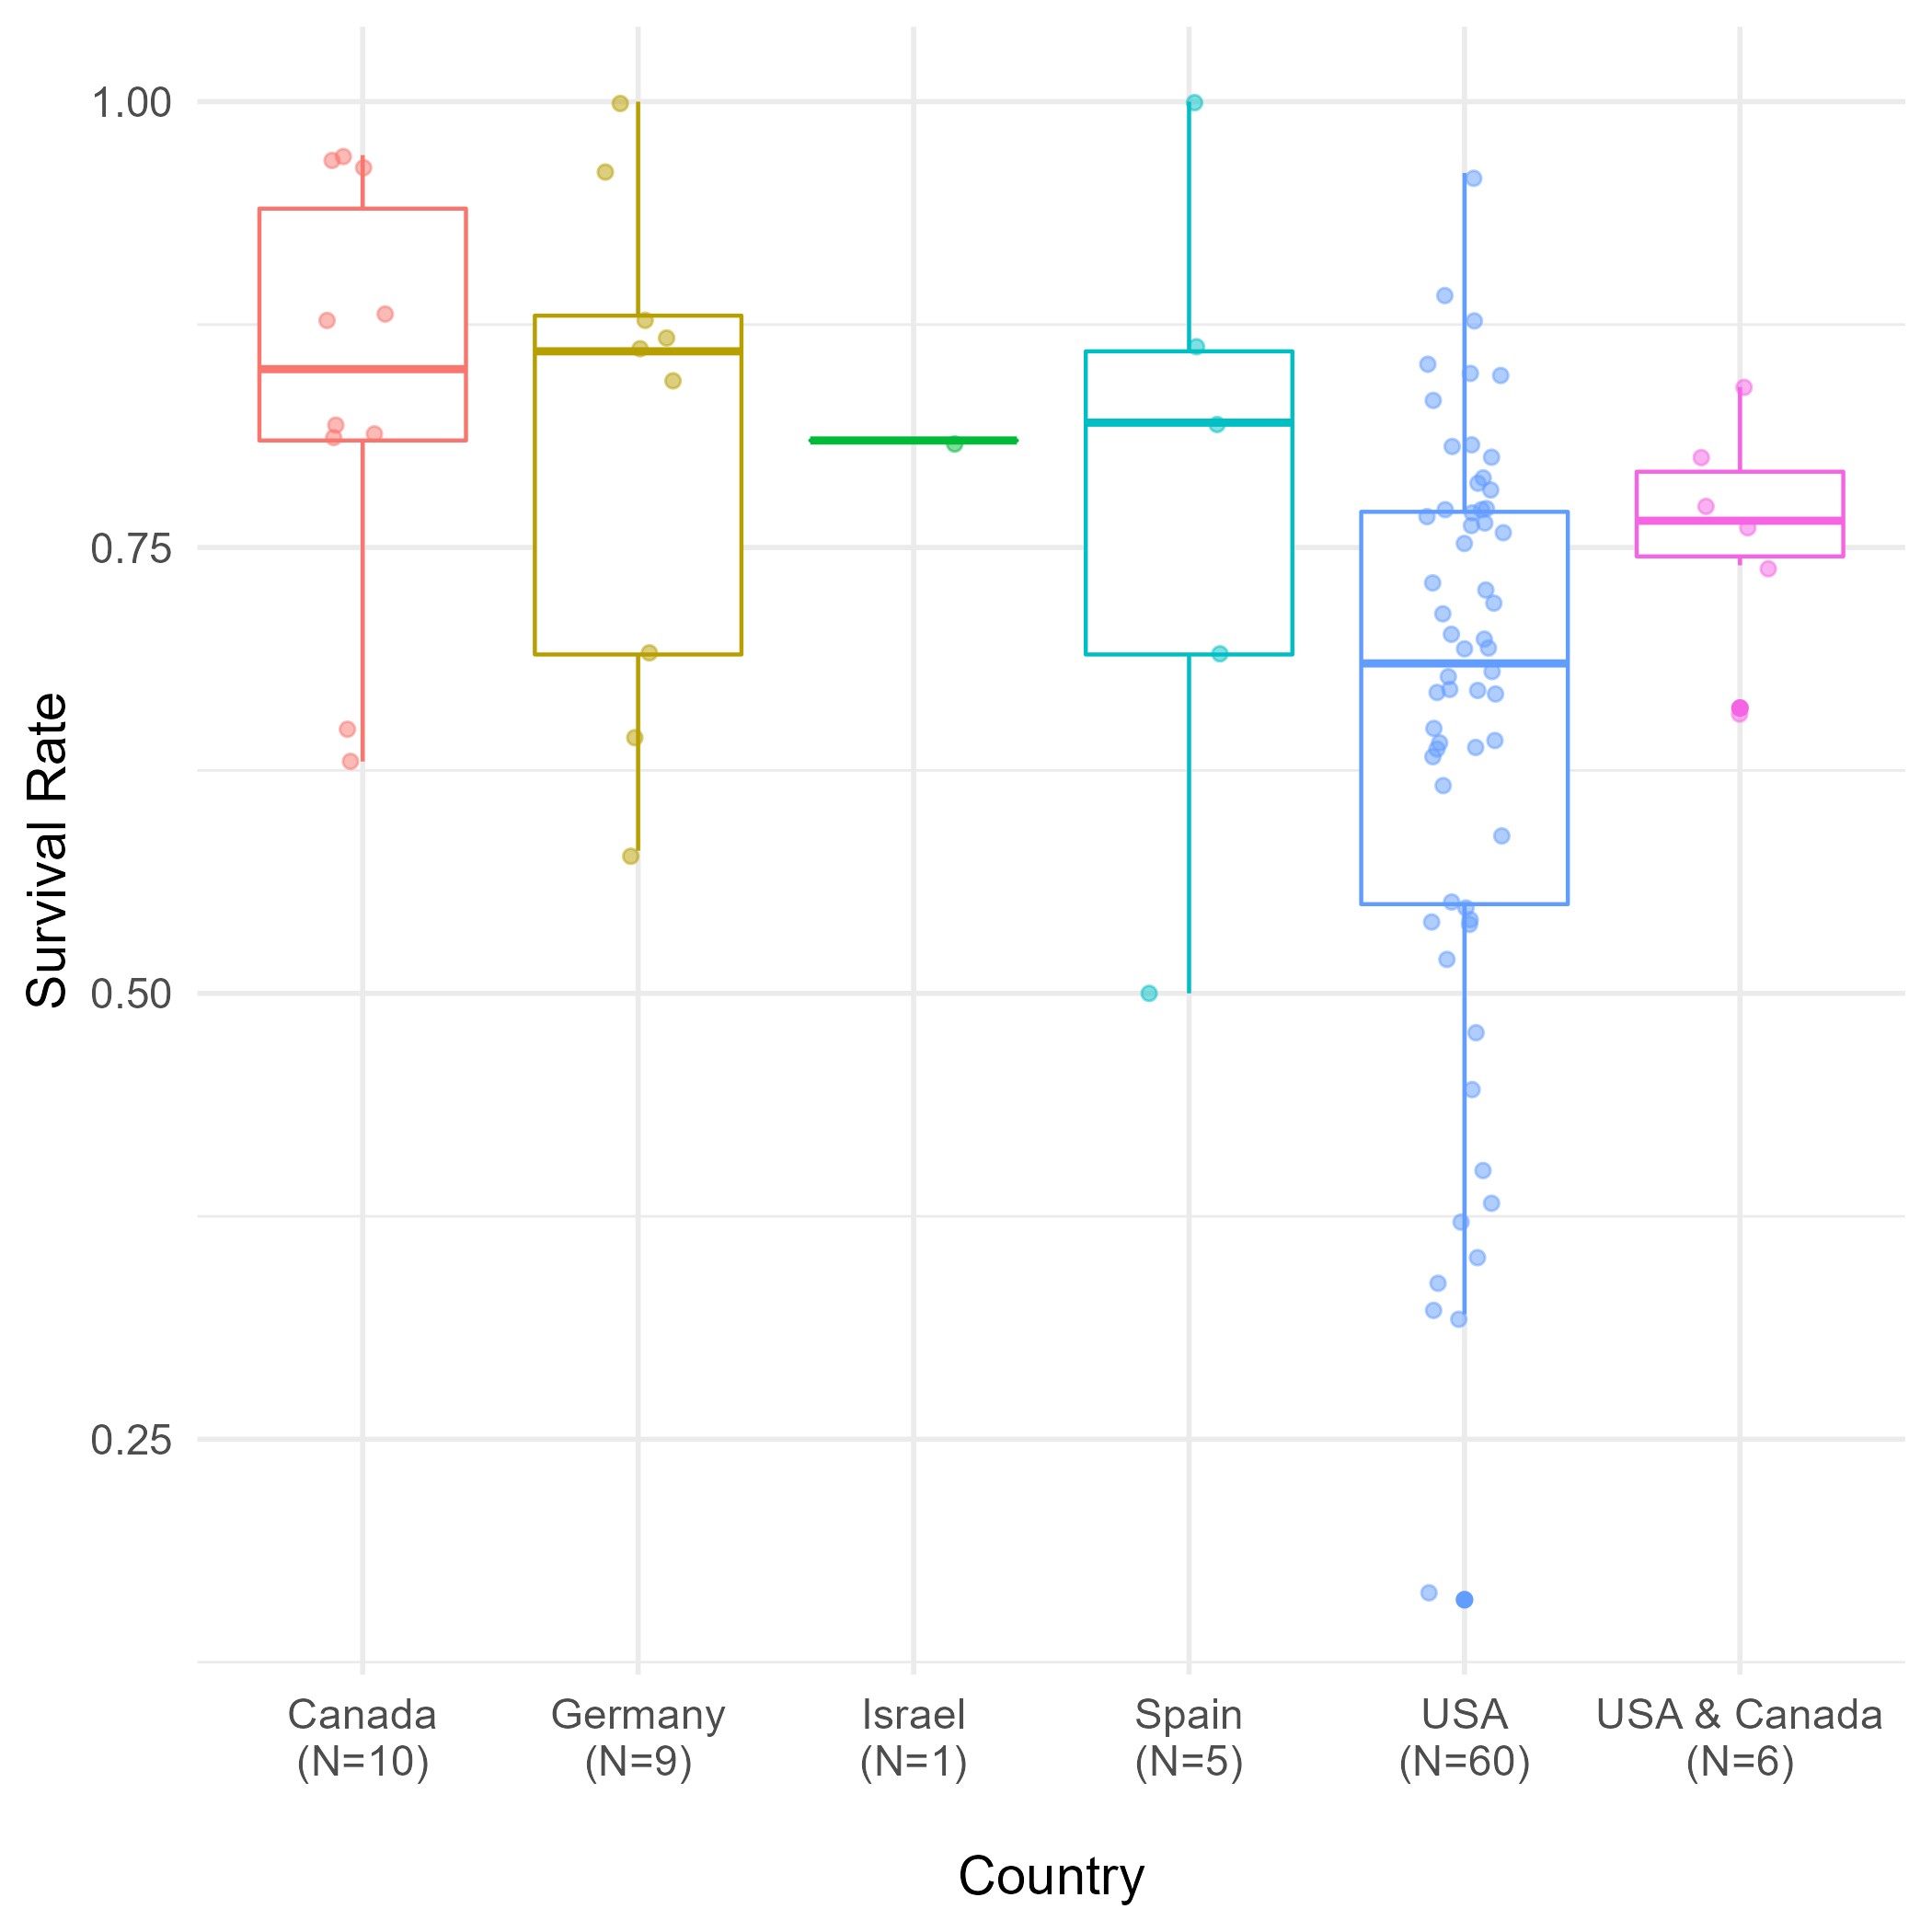 1.00
0.75
0.50
0.25
Survival Rate
Canada
(N=10)
Germany
(N=9)
Israel
(N=1)
Spain
(N=5)
USA
(N=60)
USA & Canada
(N=6)
Country